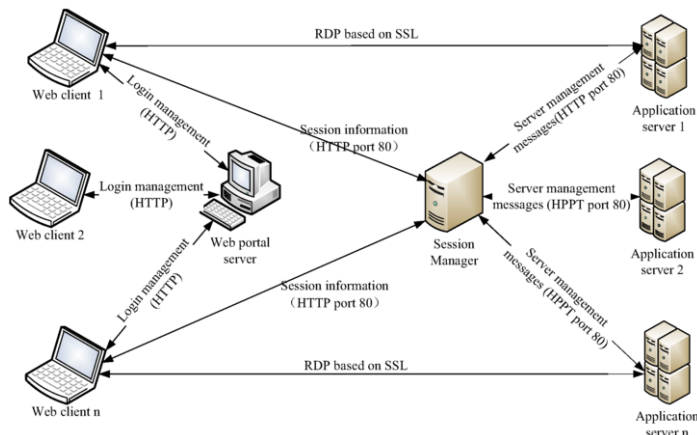 RDP based on SSL
Web client 1
Login management
(HTTP)
Session information
（HTTP port 80）
Server management
messages(HTTP port 80)
Application
server 1
Login management
(HTTP)
Web client 2
Web portal
server
Session
Manager
Server management
messages (HPPT port 80)
Application
server 2
Login management
(HTTP)
Session information
（HTTP port 80）
Server management
messages (HPPT port 80)
RDP based on SSL
Web client n
Application
server n